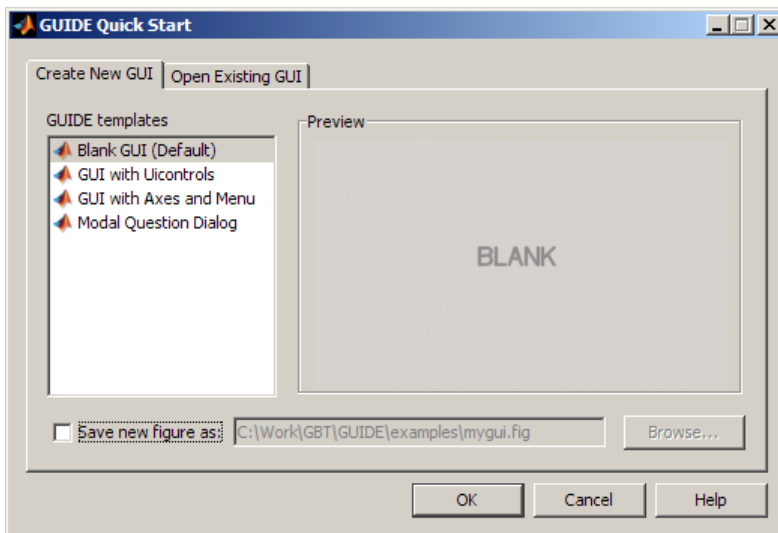 GUIDE Quick Start
Create New GUI
Open Existing GUI
GUIDE templates
Blank GUI (Default)
GUI with Uicontrols
GUI with Axes and Menu
Modal Question Dialog
Preview
BLANK
Save new figure as:
C:\Work\GBT\GUIDE\examples\mygui.fig
Browse...
OK
Cancel
Help